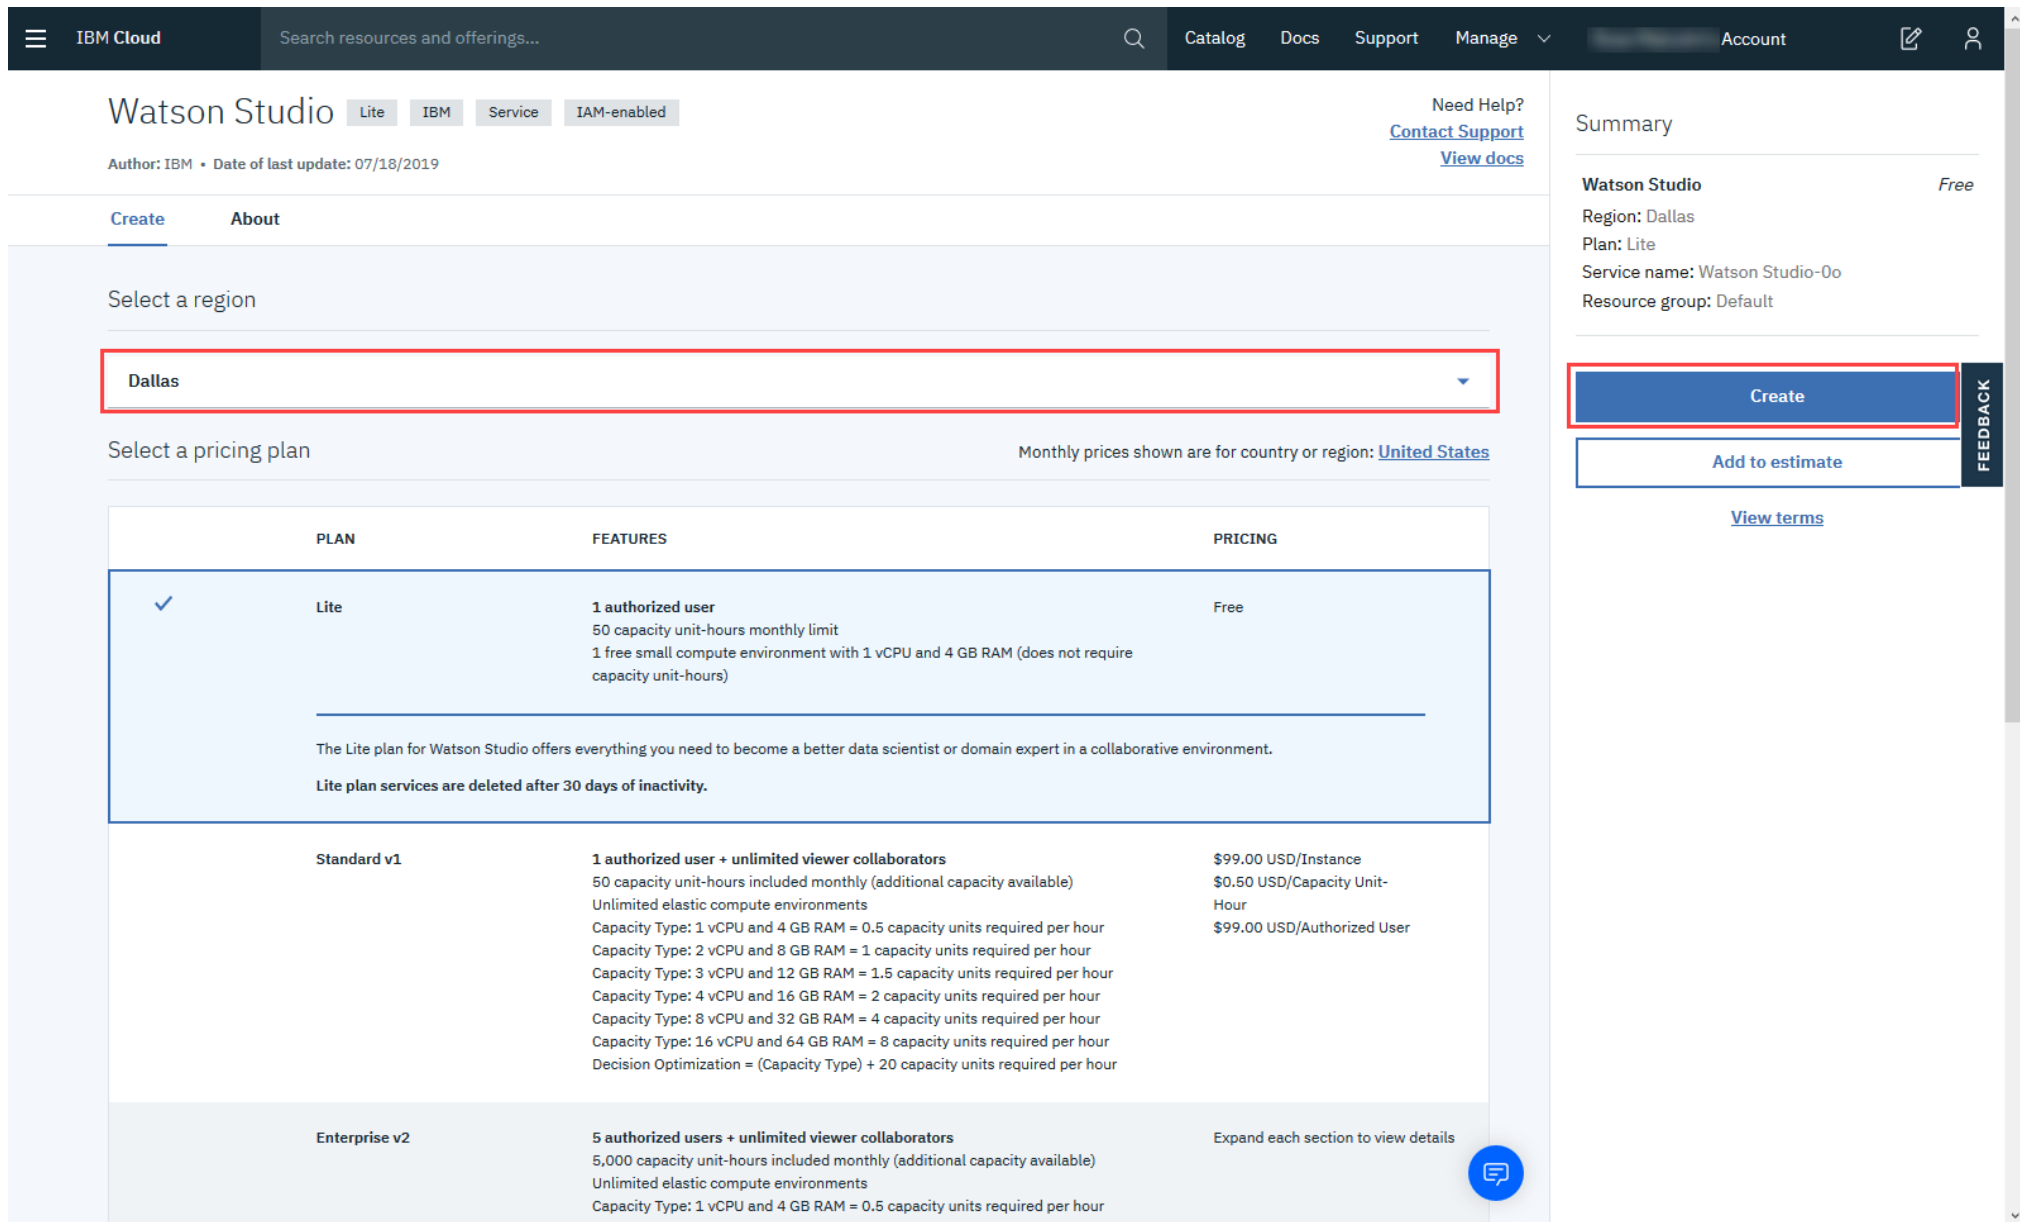 IBM Cloud
Search resources and offerings...
Catalog Docs Support Manage Account
Watson Studio Lite IBM Service IAM-enabled
Author: IBM • Date of last update: 07/18/2019
Need Help?
Contact Support
View docs
Create About
Select a region
Dallas
Select a pricing plan
Monthly prices shown are for country or region: United States
PLAN FEATURES PRICING
Lite
1 authorized user
50 capacity unit-hours monthly limit
1 free small compute environment with 1 vCPU and 4 GB RAM (does not require
capacity unit-hours)
Free
The Lite plan for Watson Studio offers everything you need to become a better data scientist or domain expert in a collaborative environment.
Lite plan services are deleted after 30 days of inactivity.
Standard v1
1 authorized user + unlimited viewer collaborators
50 capacity unit-hours included monthly (additional capacity available)
Unlimited elastic compute environments
Capacity Type: 1 vCPU and 4 GB RAM = 0.5 capacity units required per hour
Capacity Type: 2 vCPU and 8 GB RAM = 1 capacity units required per hour
Capacity Type: 3 vCPU and 12 GB RAM = 1.5 capacity units required per hour
Capacity Type: 4 vCPU and 16 GB RAM = 2 capacity units required per hour
Capacity Type: 8 vCPU and 32 GB RAM = 4 capacity units required per hour
Capacity Type: 16 vCPU and 64 GB RAM = 8 capacity units required per hour
Decision Optimization = (Capacity Type) + 20 capacity units required per hour
$99.00 USD/Instance
$0.50 USD/Capacity Unit-
Hour
$99.00 USD/Authorized User
Enterprise v2
5 authorized users + unlimited viewer collaborators
5,000 capacity unit-hours included monthly (additional capacity available)
Unlimited elastic compute environments
Capacity Type: 1 vCPU and 4 GB RAM = 0.5 capacity units required per hour
Expand each section to view details
Summary
Watson Studio Free
Region: Dallas
Plan: Lite
Service name: Watson Studio-0o
Resource group: Default
Create
Add to estimate
View terms
FEEDBACK